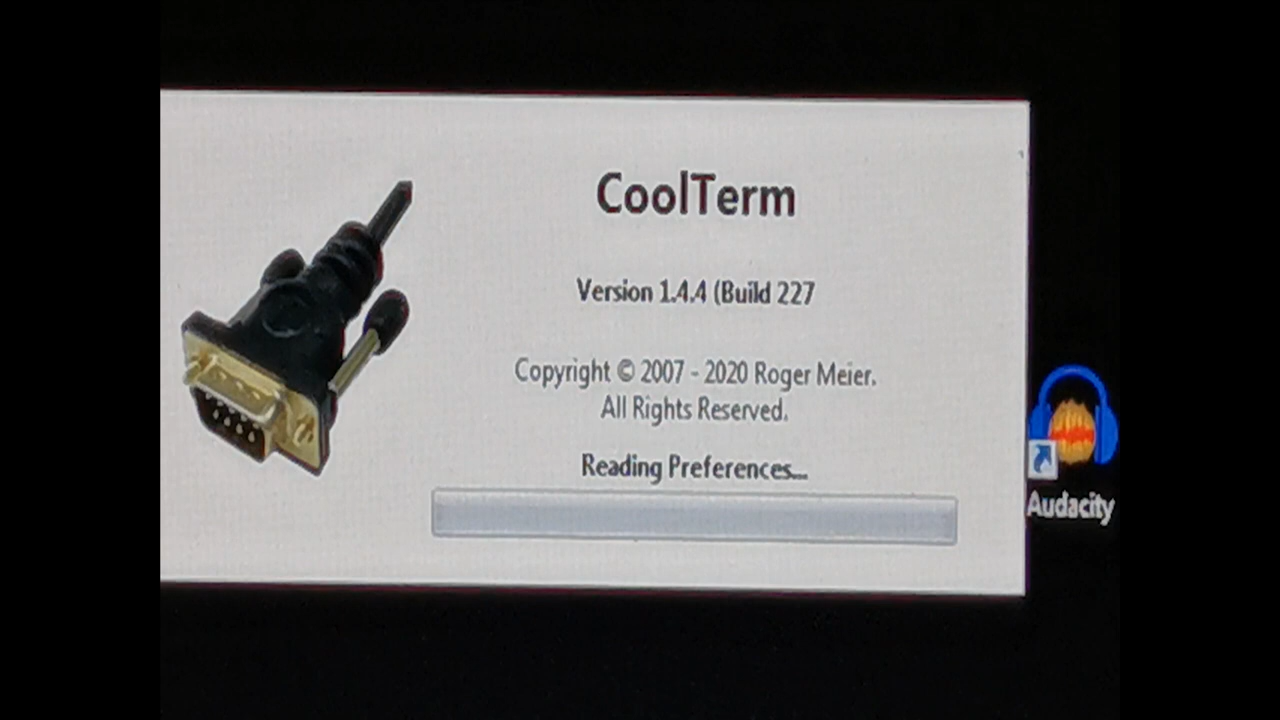 CoolTerm
Version 1.4.4 (Build 227
Copyright © 2007 - 2020 Roger Meier.
All Rights Reserved.
Reading Preferences...
Audacity